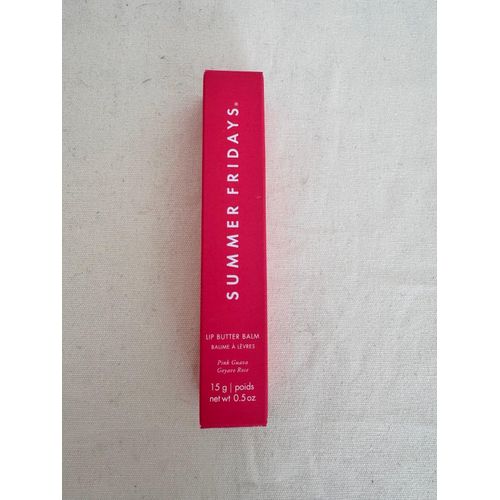 SUMMER FRIDAYS®
LIP BUTTER BALM
BAUME À LÈVRES
Pink Guava
Goyave Rose
15 g | poids
net wt 0.5 oz